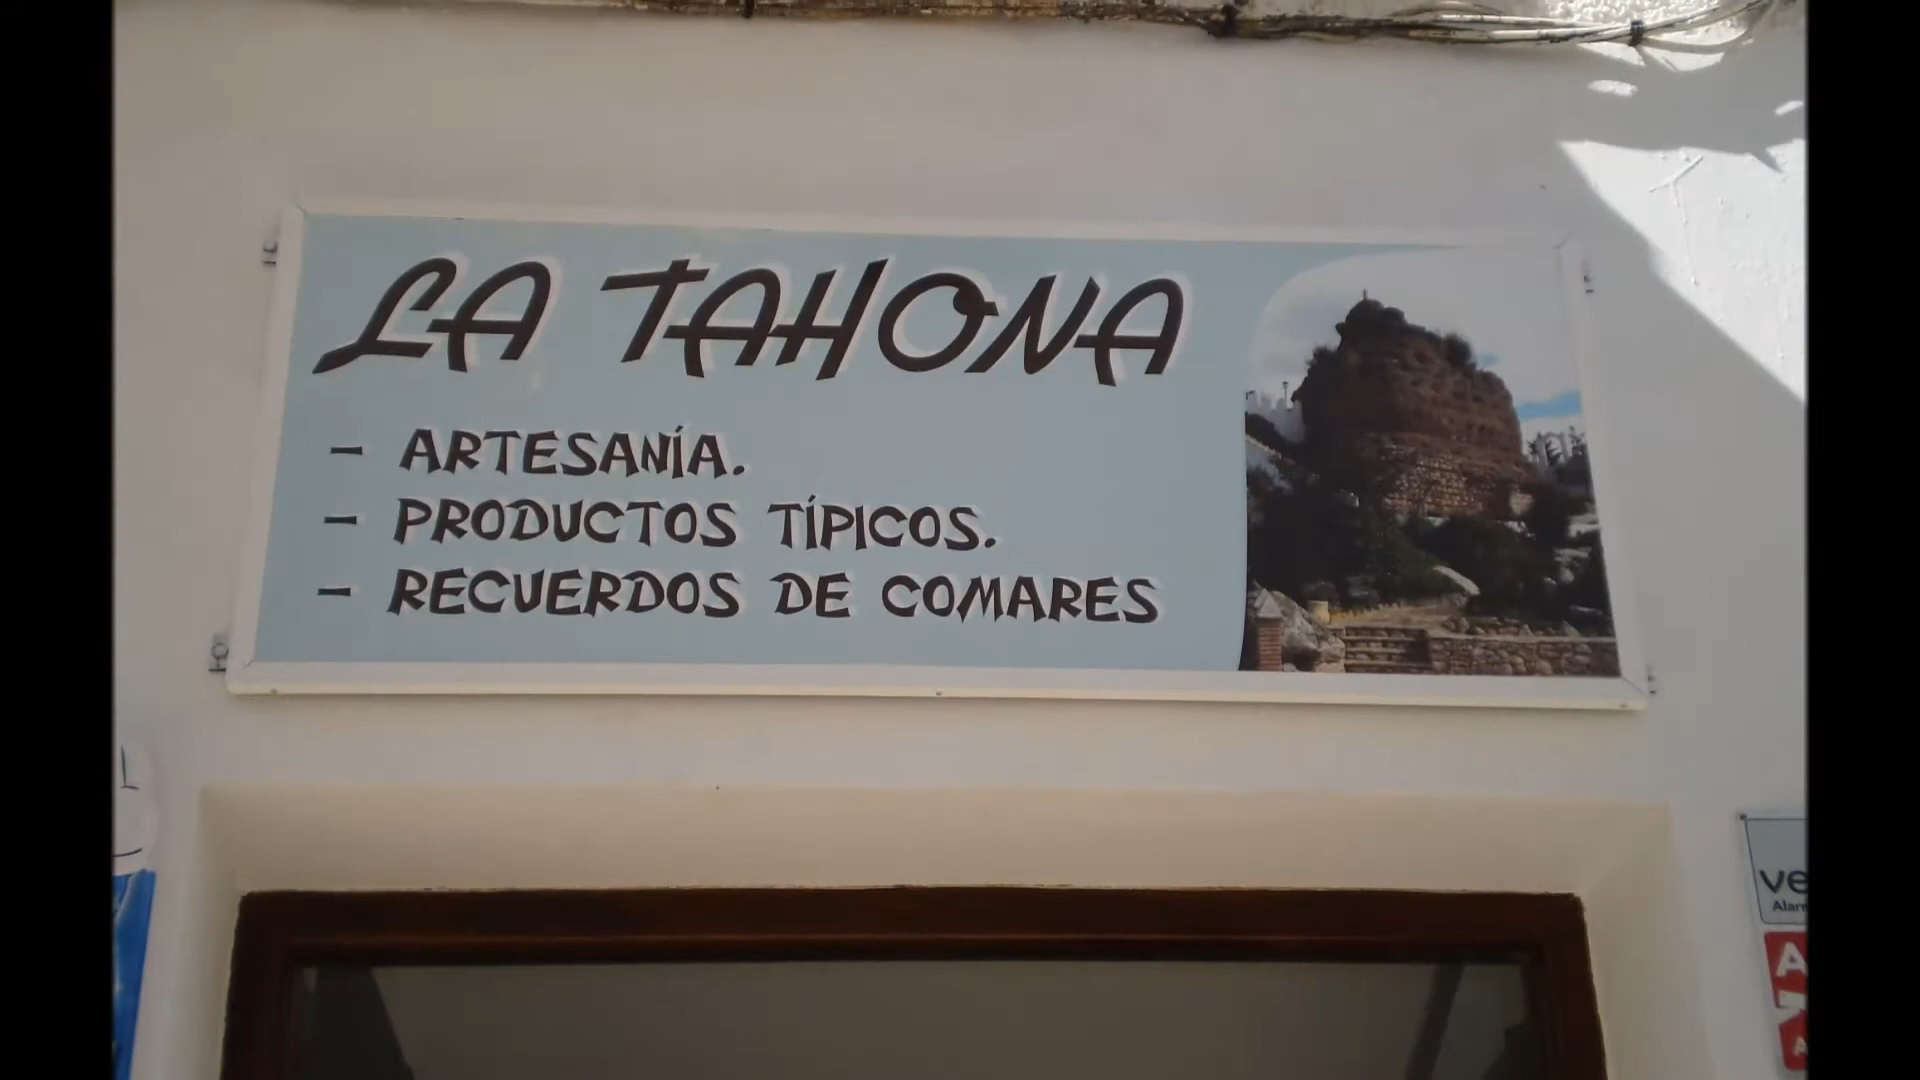 LA TAHONA
- ARTESANÍA.
- PRODUCTOS TÍPICOS.
- RECUERDOS DE COMARES